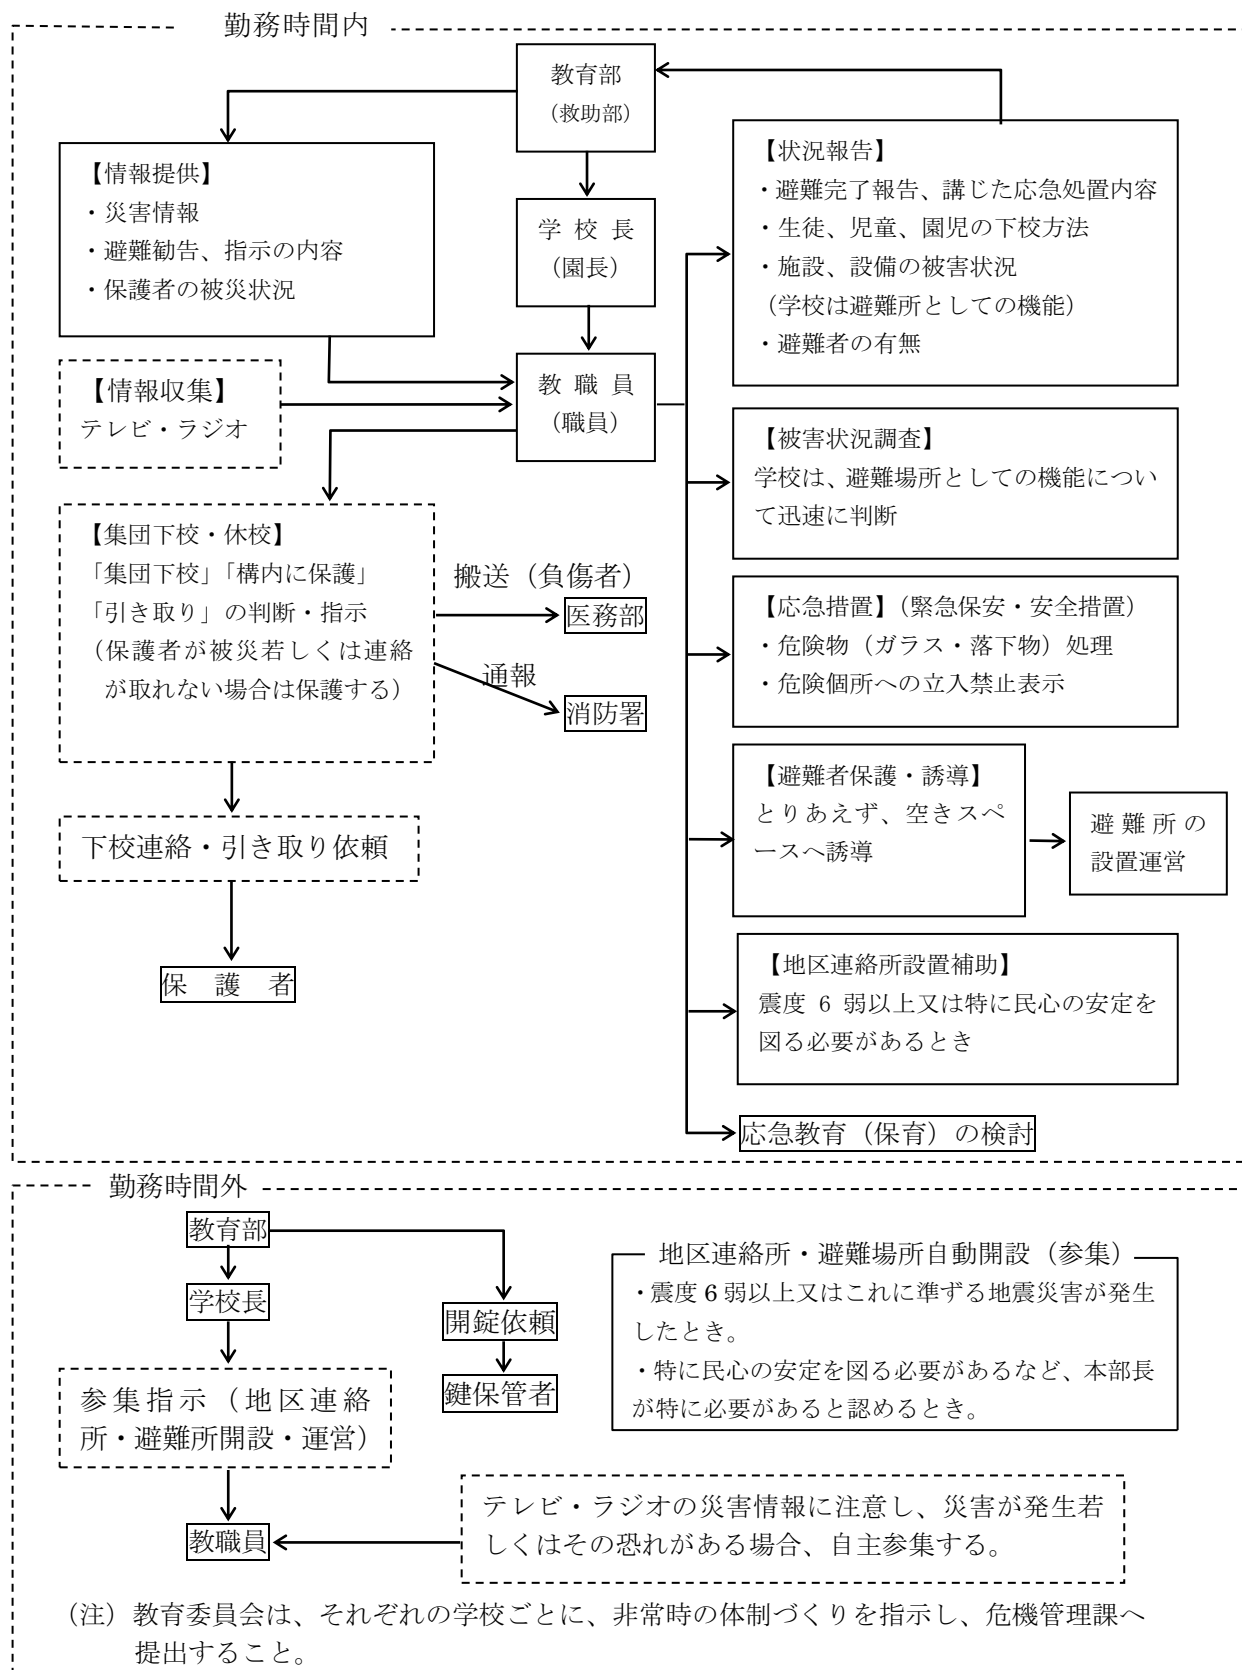 勤務時間内
教育部
（救助部）
【情報提供】
・災害情報
・避難勧告、指示の内容
・保護者の被災状況
学 校 長
（園長）
【情報収集】
テレビ・ラジオ
教 職 員
（職員）
【集団下校・休校】
「集団下校」「構内に保護」
「引き取り」の判断・指示
（保護者が被災若しくは連絡
が取れない場合は保護する）
搬送（負傷者）
医務部
通報
消防署
下校連絡・引き取り依頼
保 護 者
【状況報告】
・避難完了報告、講じた応急処置内容
・生徒、児童、園児の下校方法
・施設、設備の被害状況
（学校は避難所としての機能）
・避難者の有無
【被害状況調査】
学校は、避難場所としての機能につい
て迅速に判断
【応急措置】（緊急保安・安全措置）
・危険物（ガラス・落下物）処理
・危険個所への立入禁止表示
【避難者保護・誘導】
とりあえず、空きスペ
ースへ誘導
避 難 所 の
設置運営
【地区連絡所設置補助】
震度 6 弱以上又は特に民心の安定を
図る必要があるとき
応急教育（保育）の検討
勤務時間外
教育部
学校長
参集指示（地区連絡
所・避難所開設・運営）
教職員
開錠依頼
鍵保管者
地区連絡所・避難場所自動開設（参集）
・震度 6 弱以上又はこれに準ずる地震災害が発生
したとき。
・特に民心の安定を図る必要があるなど、本部長
が特に必要があると認めるとき。
テレビ・ラジオの災害情報に注意し、災害が発生若
しくはその恐れがある場合、自主参集する。
（注）教育委員会は、それぞれの学校ごとに、非常時の体制づくりを指示し、危機管理課へ
提出すること。